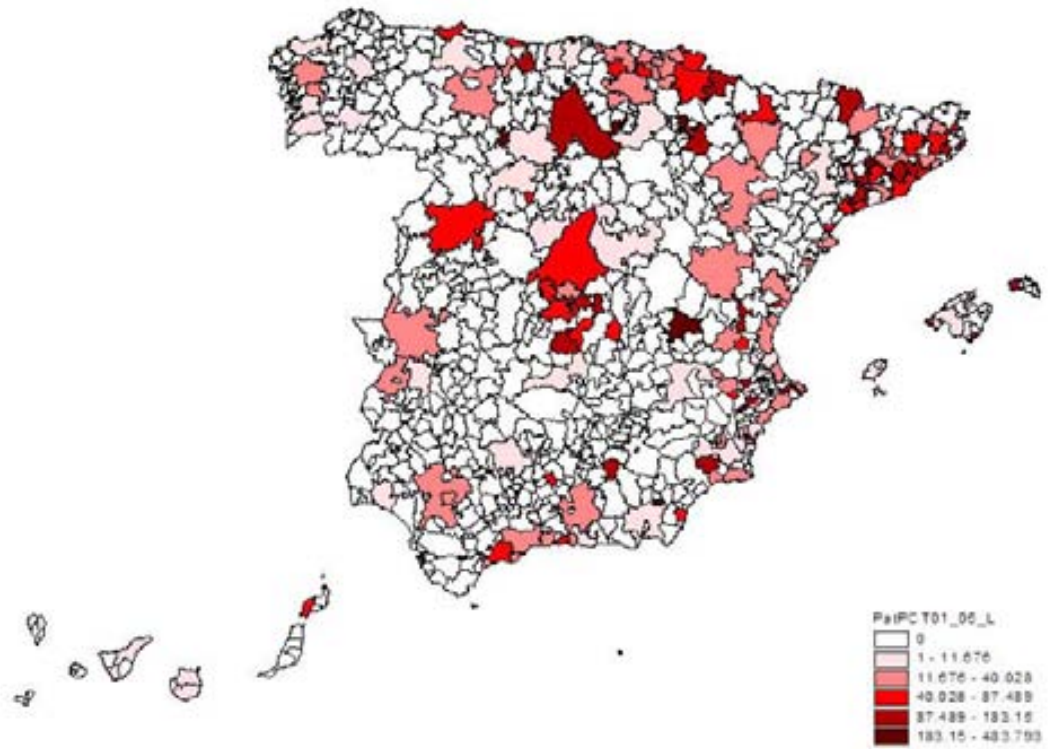 PatPCT01_06_L
0
1 - 11.676
11.676 - 40.028
40.028 - 87.489
87.489 - 183.15
183.15 - 483.793